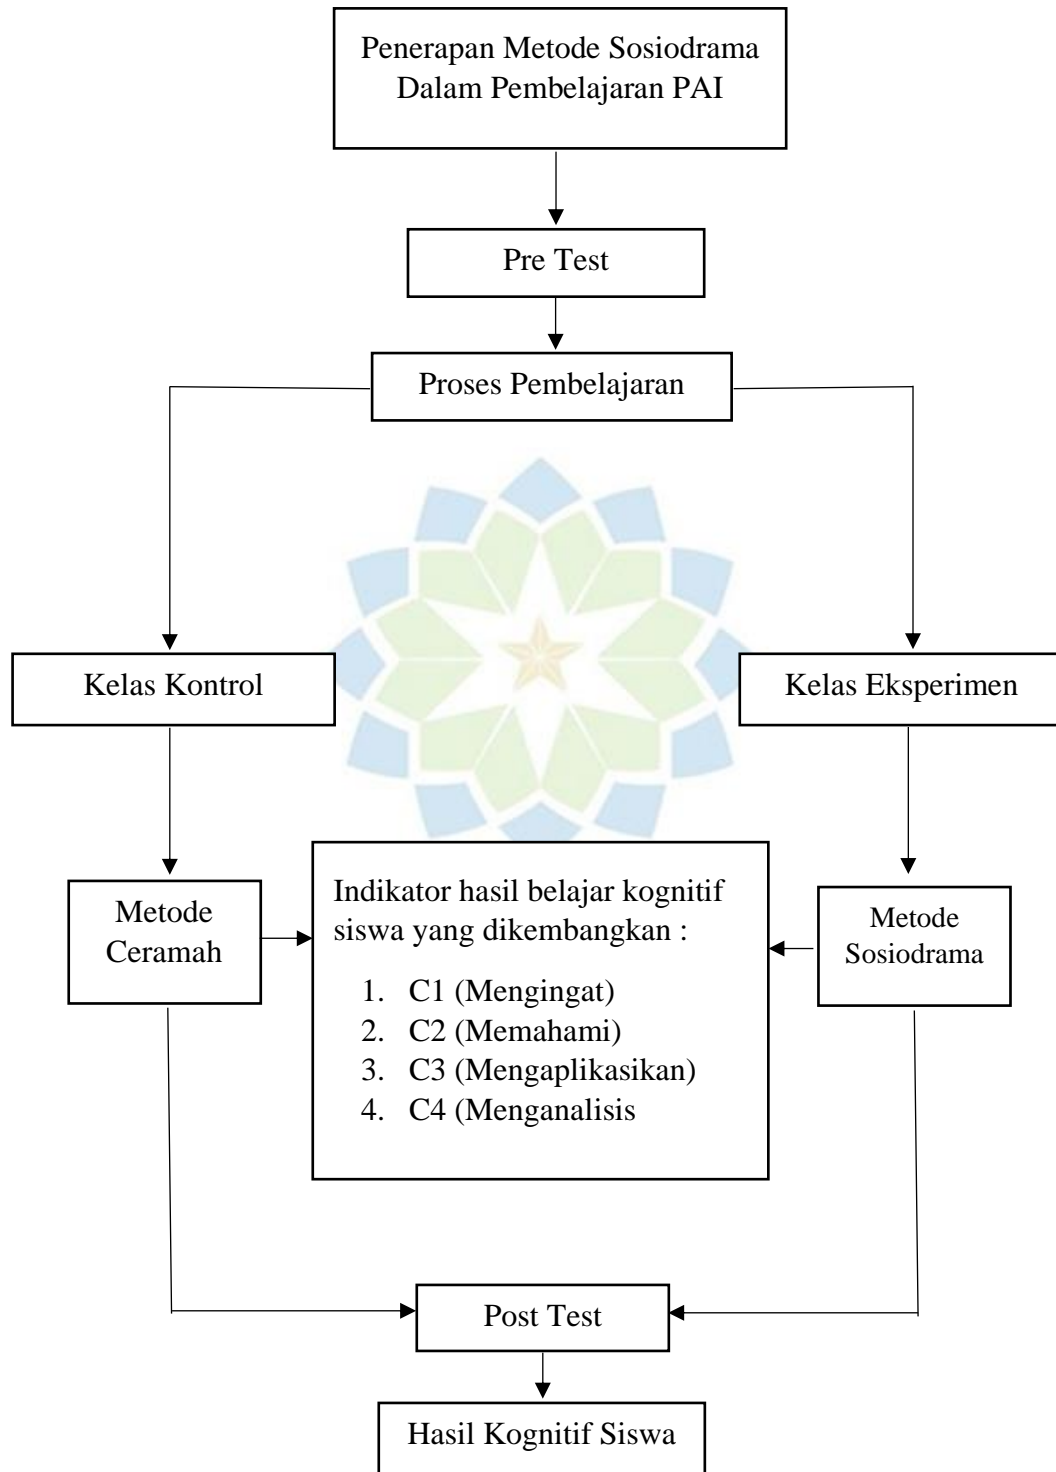 Penerapan Metode Sosiodrama
Dalam Pembelajaran PAI
Pre Test
Proses Pembelajaran
Kelas Kontrol
Kelas Eksperimen
Metode
Ceramah
Indikator hasil belajar kognitif
siswa yang dikembangkan :
1. C1 (Mengingat)
2. C2 (Memahami)
3. C3 (Mengaplikasikan)
4. C4 (Menganalisis
Metode
Sosiodrama
Post Test
Hasil Kognitif Siswa